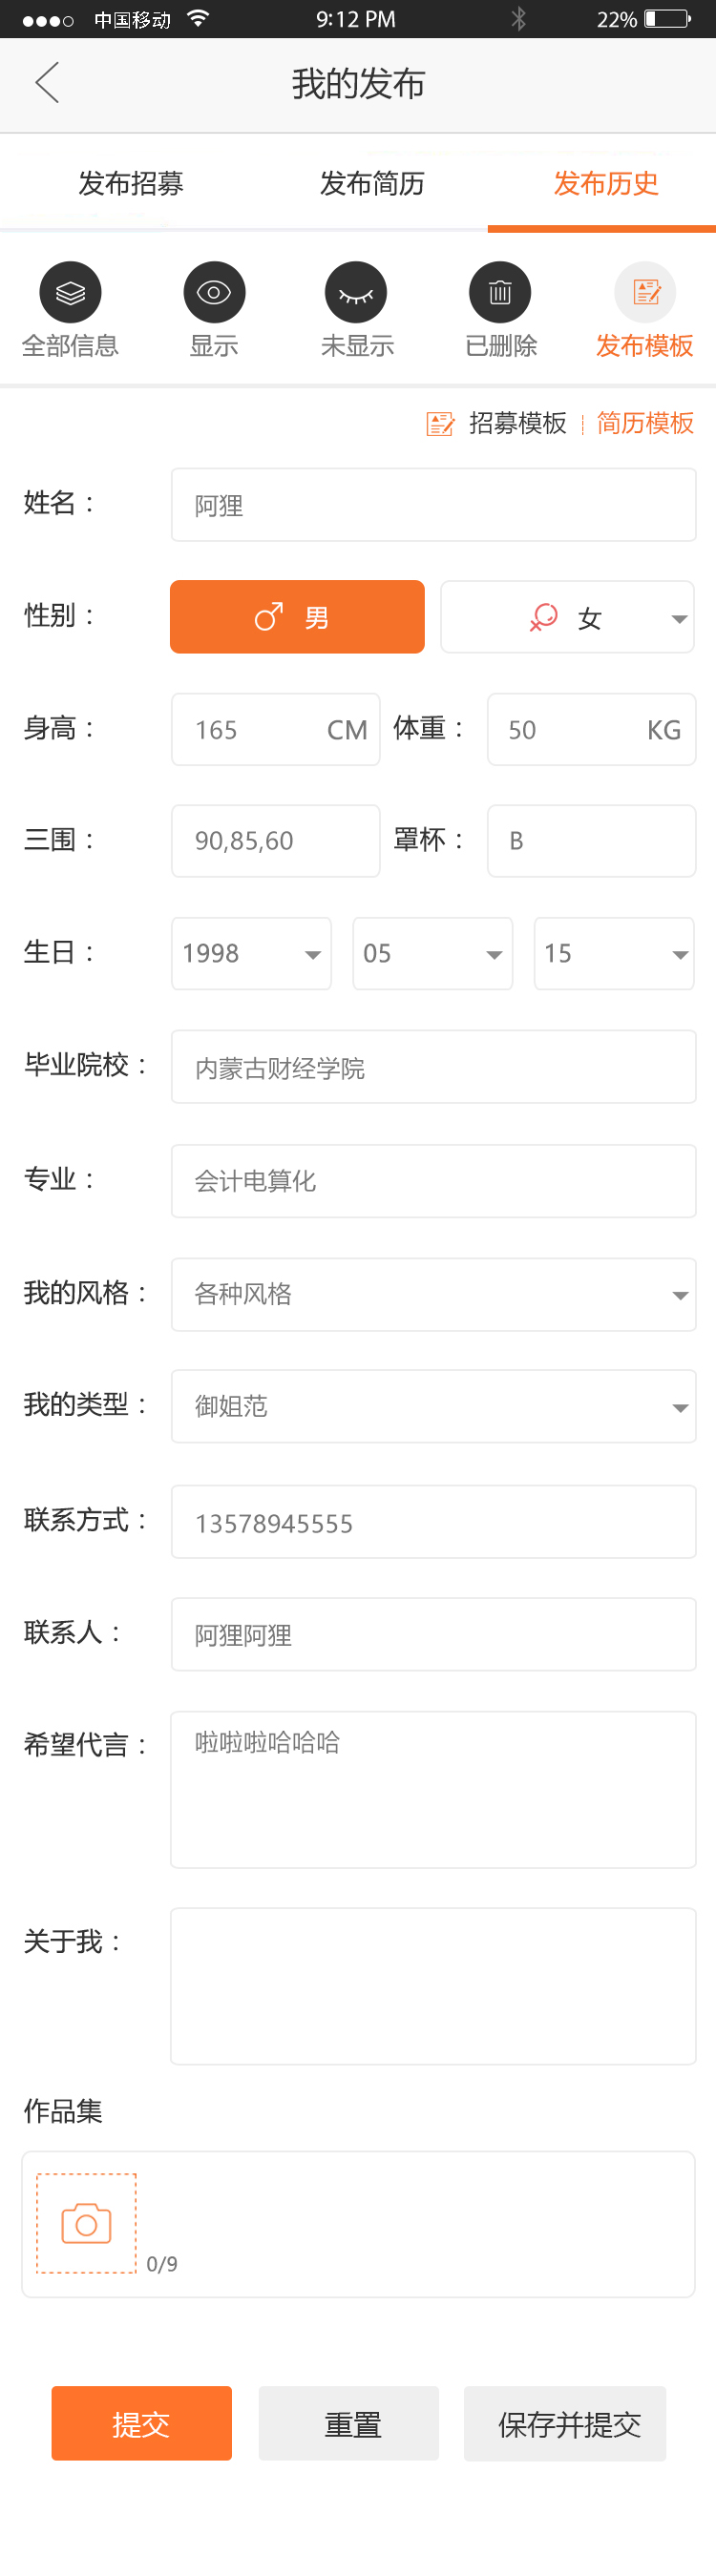 中国移动 9:12 PM 22%
我的发布
发布招募 发布简历 发布历史
全部信息 显示 未显示 已删除 发布模板
招募模板 简历模板
姓名： 阿狸
性别： 男 女
身高： 165 CM 体重： 50 KG
三围： 90,85,60 罩杯： B
生日： 1998 05 15
毕业院校： 内蒙古财经学院
专业： 会计电算化
我的风格： 各种风格
我的类型： 御姐范
联系方式： 13578945555
联系人： 阿狸阿狸
希望代言： 啦啦啦哈哈哈
关于我：
作品集
0/9
提交 重置 保存并提交